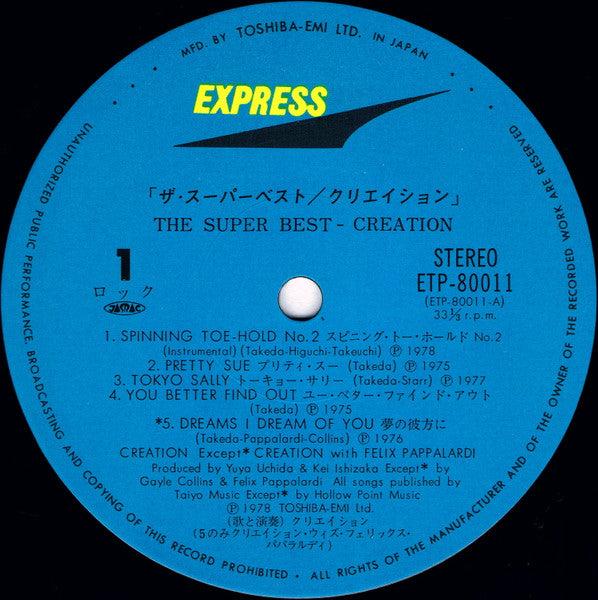 MFD. BY TOSHIBA-EMI LTD. IN JAPAN
EXPRESS
「ザ・スーパーベスト/クリエイション」
THE SUPER BEST - CREATION
1
ロック
JASRAC
STEREO
ETP-80011
(ETP-80011-A)
33⅓ r.p.m.
1. SPINNING TOE-HOLD No.2 スピニング・トー・ホールド No.2
(Instrumental) (Takeda-Higuchi-Takeuchi) Ⓟ 1978
2. PRETTY SUE プリティ・スー (Takeda) Ⓟ 1975
3. TOKYO SALLY トーキョー・サリー (Takeda-Starr) Ⓟ 1977
4. YOU BETTER FIND OUT ユー・ベター・ファインド・アウト
(Takeda) Ⓟ 1975
*5. DREAMS I DREAM OF YOU 夢の彼方に
(Takeda-Pappalardi-Collins) Ⓟ 1976
CREATION Except* CREATION with FELIX PAPPALARDI
Produced by Yuya Uchida & Kei Ishizaka Except* by
Gayle Collins & Felix Pappalardi All songs published by
Taiyo Music Except* by Hollow Point Music
Ⓟ 1978 TOSHIBA-EMI Ltd.
(歌と演奏) クリエイション
(5のみクリエイション・ウィズ・フェリックス・
パパラルディ)
UNAUTHORIZED PUBLIC PERFORMANCE, BROADCASTING AND COPYING OF THIS RECORD PROHIBITED • ALL RIGHTS OF THE MANUFACTURER AND OF THE OWNER OF THE RECORDED WORK ARE RESERVED